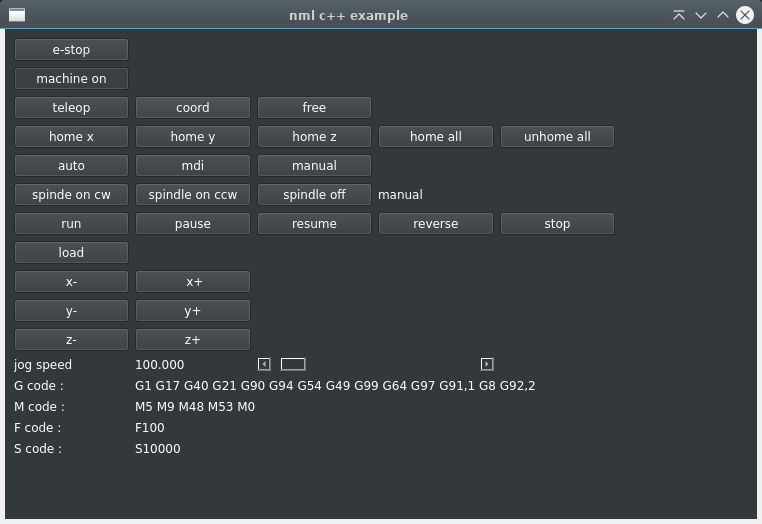 nml c++ example
e-stop
machine on
teleop coord free
home x home y home z home all unhome all
auto mdi manual
spinde on cw spindle on ccw spindle off manual
run pause resume reverse stop
load
x- x+
y- y+
z- z+
jog speed 100.000
G code : G1 G17 G40 G21 G90 G94 G54 G49 G99 G64 G97 G91,1 G8 G92,2
M code : M5 M9 M48 M53 M0
F code : F100
S code : S10000